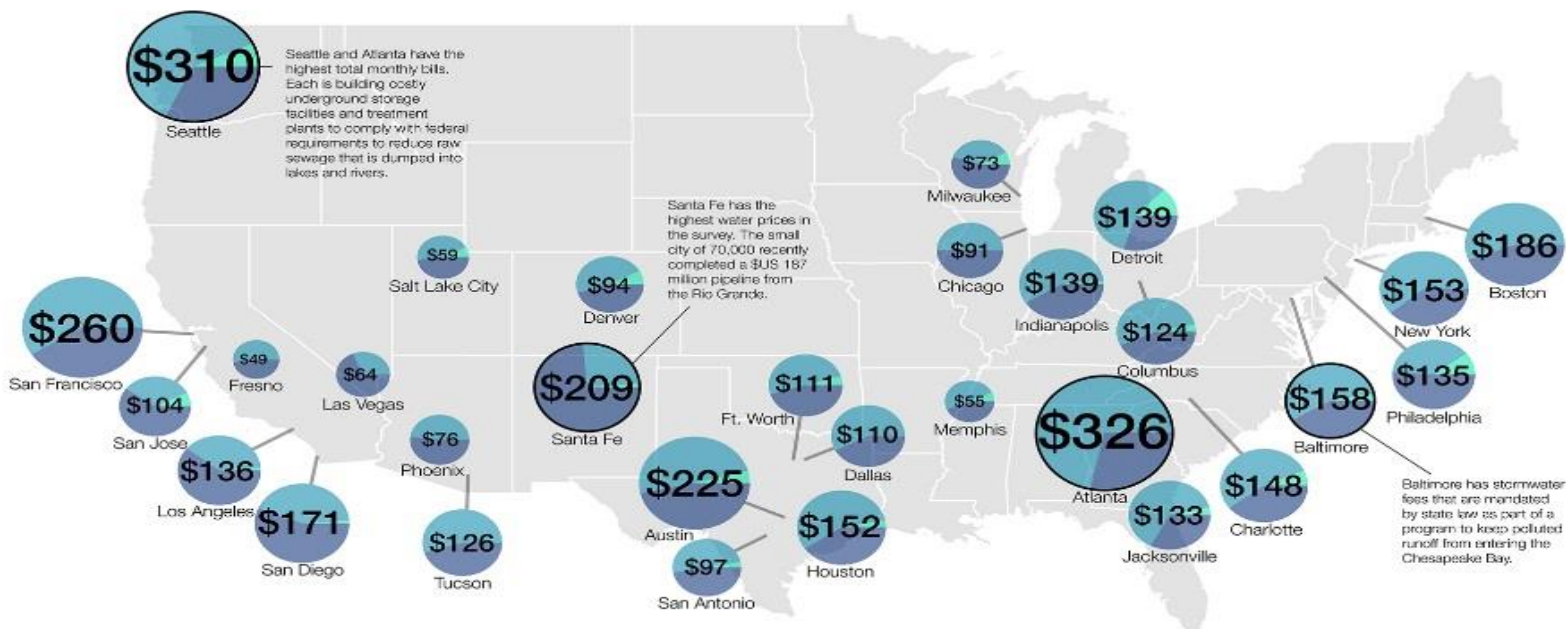 $310
Seattle
Seattle and Atlanta have the
highest total monthly bills.
Each is building costly
underground storage
facilities and treatment
plants to comply with federal
requirements to reduce raw
sewage that is dumped into
lakes and rivers.
Santa Fe has the
highest water prices in
the survey. The small
city of 70,000 recently
completed a $US 187
million pipeline from
the Rio Grande.
$73
Milwaukee
$139
Detroit
$91
Chicago
$186
Boston
$59
Salt Lake City
$94
Denver
$139
Indianapolis
$153
New York
$260
San Francisco
$124
Columbus
$49
Fresno
$64
Las Vegas
$209
Santa Fe
$111
Ft. Worth
$135
Philadelphia
$104
San Jose
$55
Memphis
$158
Baltimore
$76
Phoenix
$110
Dallas
$326
Atlanta
$136
Los Angeles
$225
Austin
$148
Charlotte
Baltimore has stormwater
fees that are mandated
by state law as part of a
program to keep polluted
runoff from entering the
Chesapeake Bay.
$171
San Diego
$126
Tucson
$152
Houston
$133
Jacksonville
$97
San Antonio